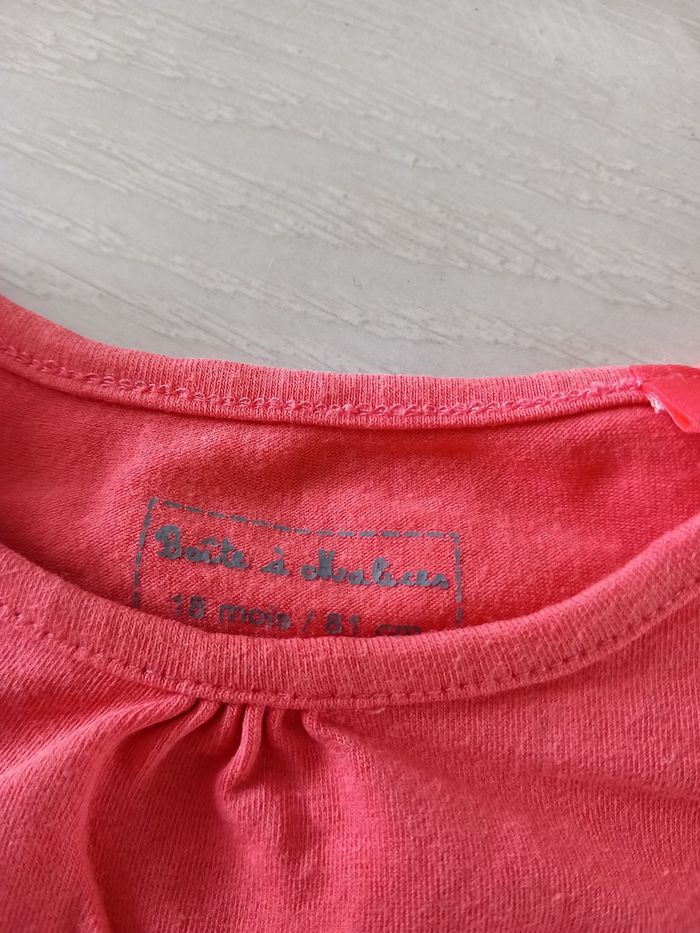 Boîte à Malices
18 mois / 81 cm